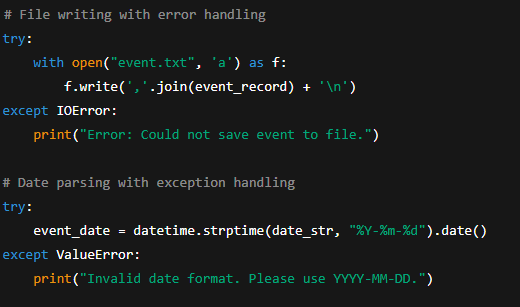 # File writing with error handling
try:
    with open("event.txt", 'a') as f:
        f.write(','.join(event_record) + '\n')
except IOError:
    print("Error: Could not save event to file.")

# Date parsing with exception handling
try:
    event_date = datetime.strptime(date_str, "%Y-%m-%d").date()
except ValueError:
    print("Invalid date format. Please use YYYY-MM-DD.")